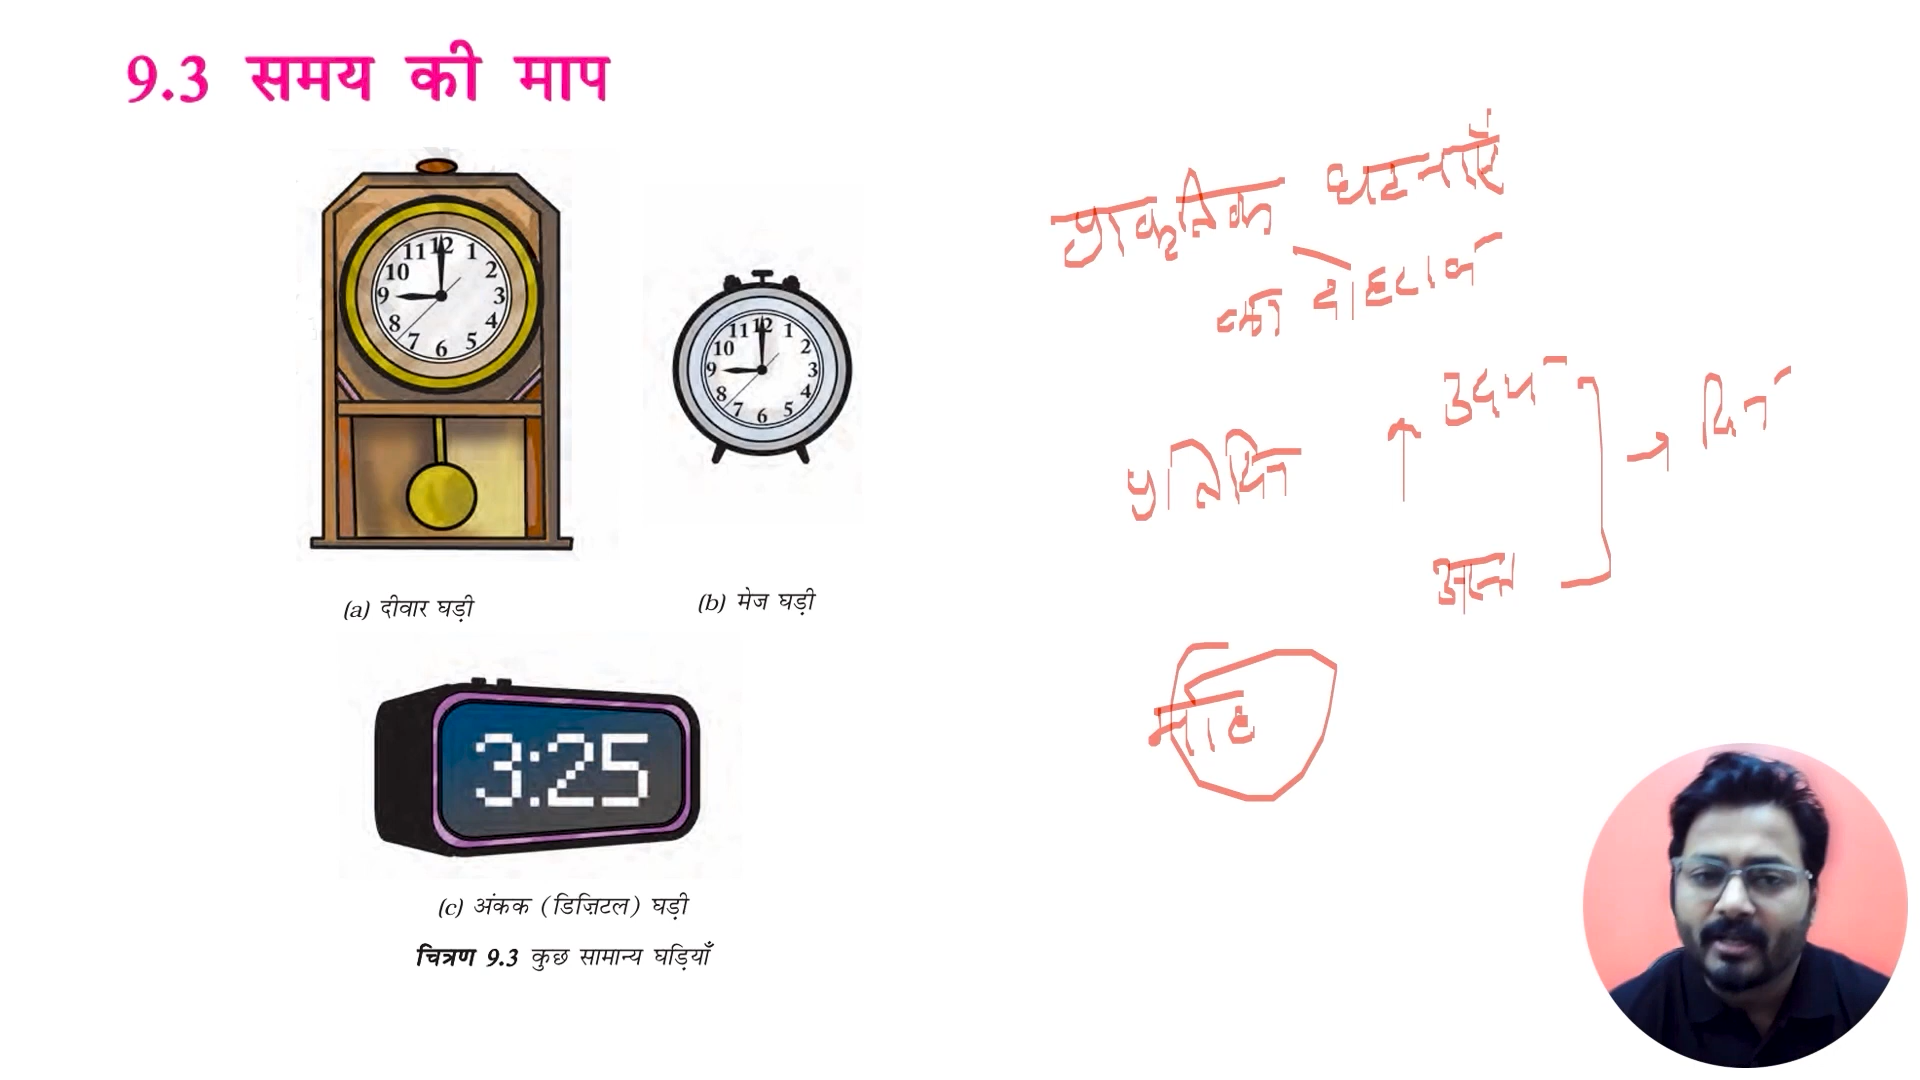 9.3 समय की माप
11 12 1
10 2
9 3
8 4
7 6 5
11 12 1
10 2
9 3
8 4
7 6 5
(a) दीवार घड़ी
(b) मेज घड़ी
3:25
(c) अंकक (डिज़िटल) घड़ी
चित्रण 9.3 कुछ सामान्य घड़ियाँ
प्राकृतिक घटनाएँ
का दोहराव
प्रतिदिन
उदय
अस्त
दिन
माह